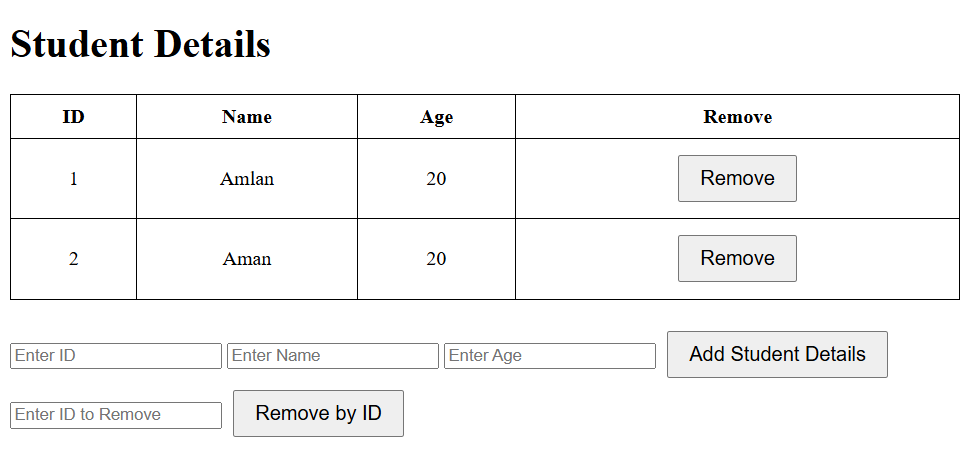 Student Details
ID Name Age Remove
1 Amlan 20 Remove
2 Aman 20 Remove
Enter ID Enter Name Enter Age Add Student Details
Enter ID to Remove Remove by ID